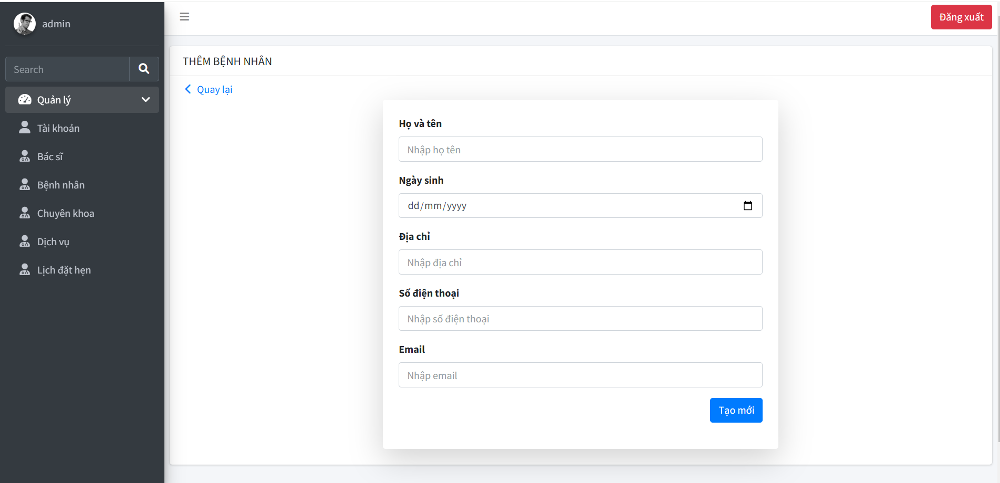 admin
Search
Quản lý
Tài khoản
Bác sĩ
Bệnh nhân
Chuyên khoa
Dịch vụ
Lịch đặt hẹn
Đăng xuất
THÊM BỆNH NHÂN
Quay lại
Họ và tên
Nhập họ tên
Ngày sinh
dd/mm/yyyy
Địa chỉ
Nhập địa chỉ
Số điện thoại
Nhập số điện thoại
Email
Nhập email
Tạo mới